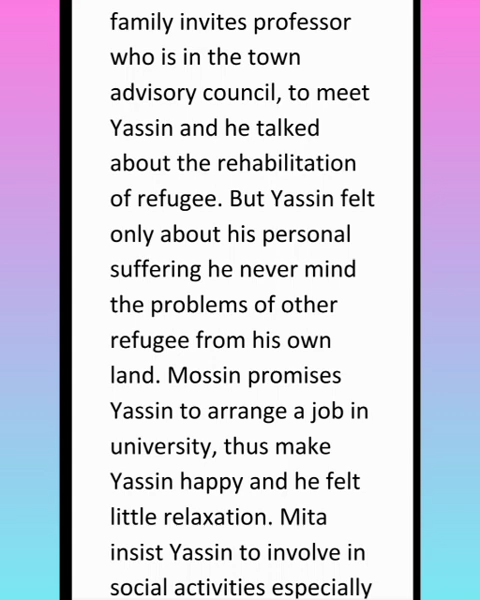 family invites professor
who is in the town
advisory council, to meet
Yassin and he talked
about the rehabilitation
of refugee. But Yassin felt
only about his personal
suffering he never mind
the problems of other
refugee from his own
land. Mossin promises
Yassin to arrange a job in
university, thus make
Yassin happy and he felt
little relaxation. Mita
insist Yassin to involve in
social activities especially